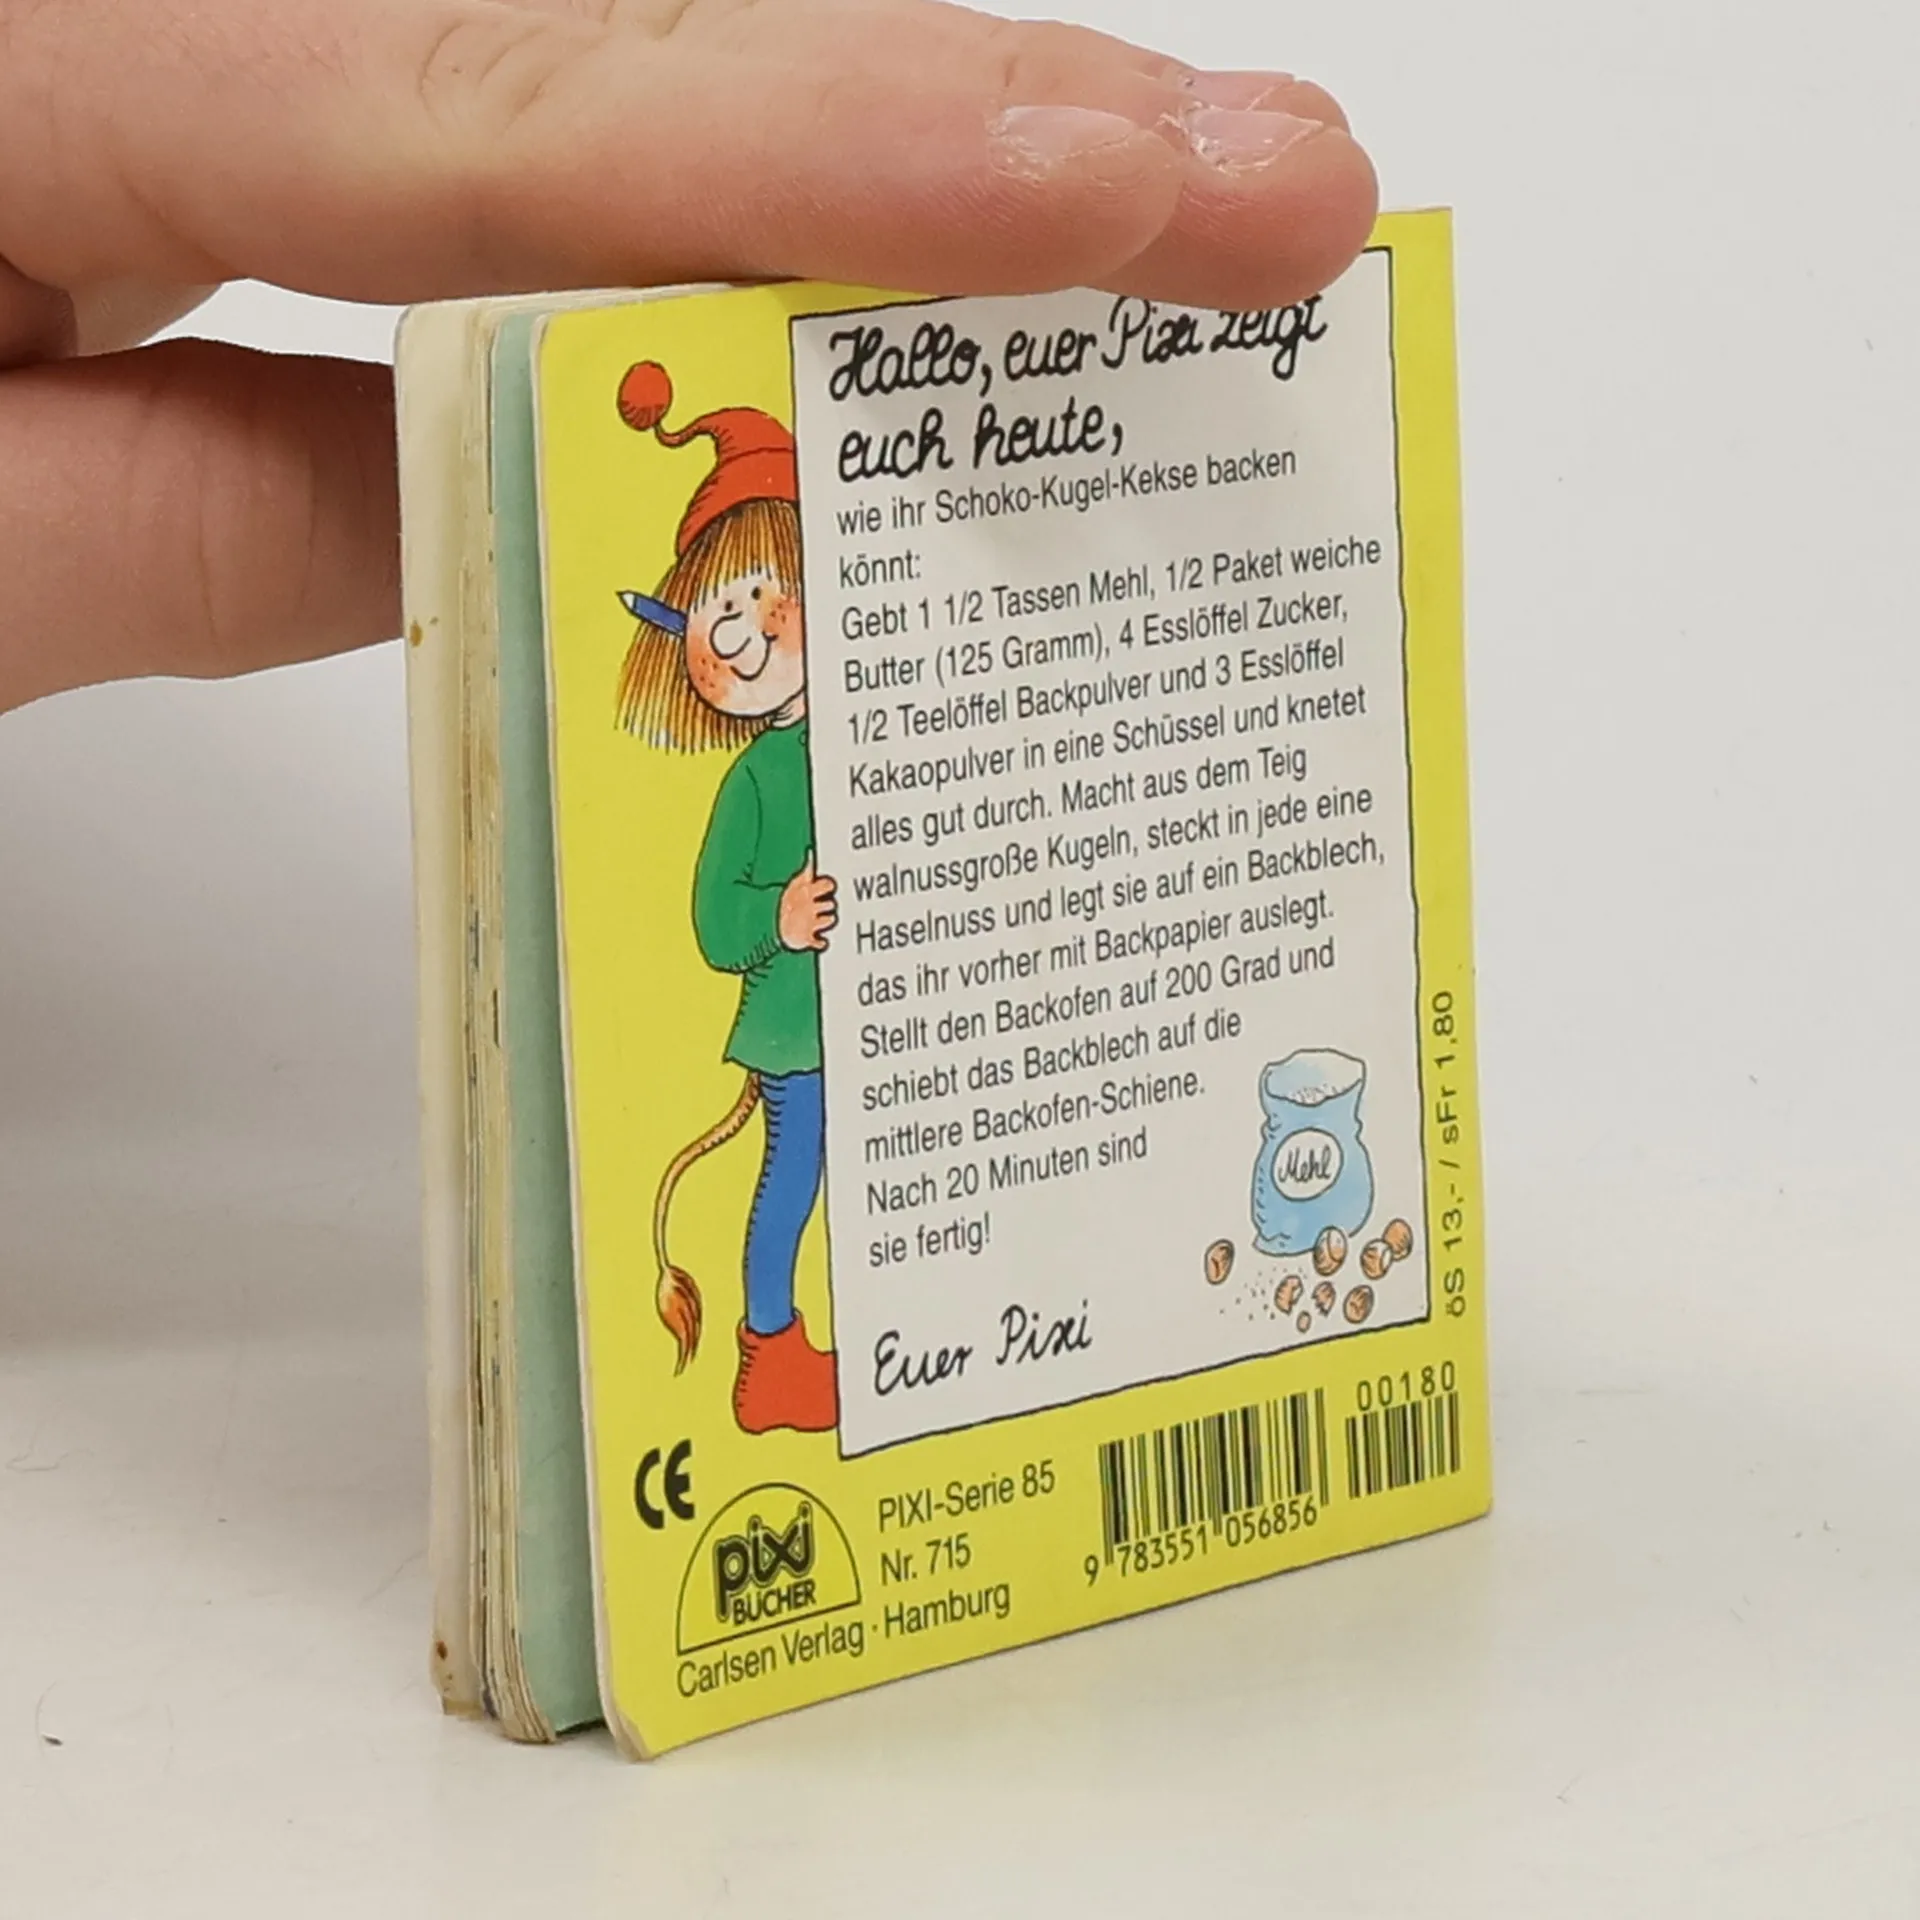 Hallo, euer Pixi zeigt
euch heute,
wie ihr Schoko-Kugel-Kekse backen
könnt:
Gebt 1 1/2 Tassen Mehl, 1/2 Paket weiche
Butter (125 Gramm), 4 Esslöffel Zucker,
1/2 Teelöffel Backpulver und 3 Esslöffel
Kakaopulver in eine Schüssel und knetet
alles gut durch. Macht aus dem Teig
walnussgroße Kugeln, steckt in jede eine
Haselnuss und legt sie auf ein Backblech,
das ihr vorher mit Backpapier auslegt.
Stellt den Backofen auf 200 Grad und
schiebt das Backblech auf die
mittlere Backofen-Schiene.
Nach 20 Minuten sind
sie fertig!
Mehl
Euer Pixi
öS 13,- / sFr 1,80
CE
pixi
BÜCHER
PIXI-Serie 85
Nr. 715
Carlsen Verlag · Hamburg
00180
9 783551 056856